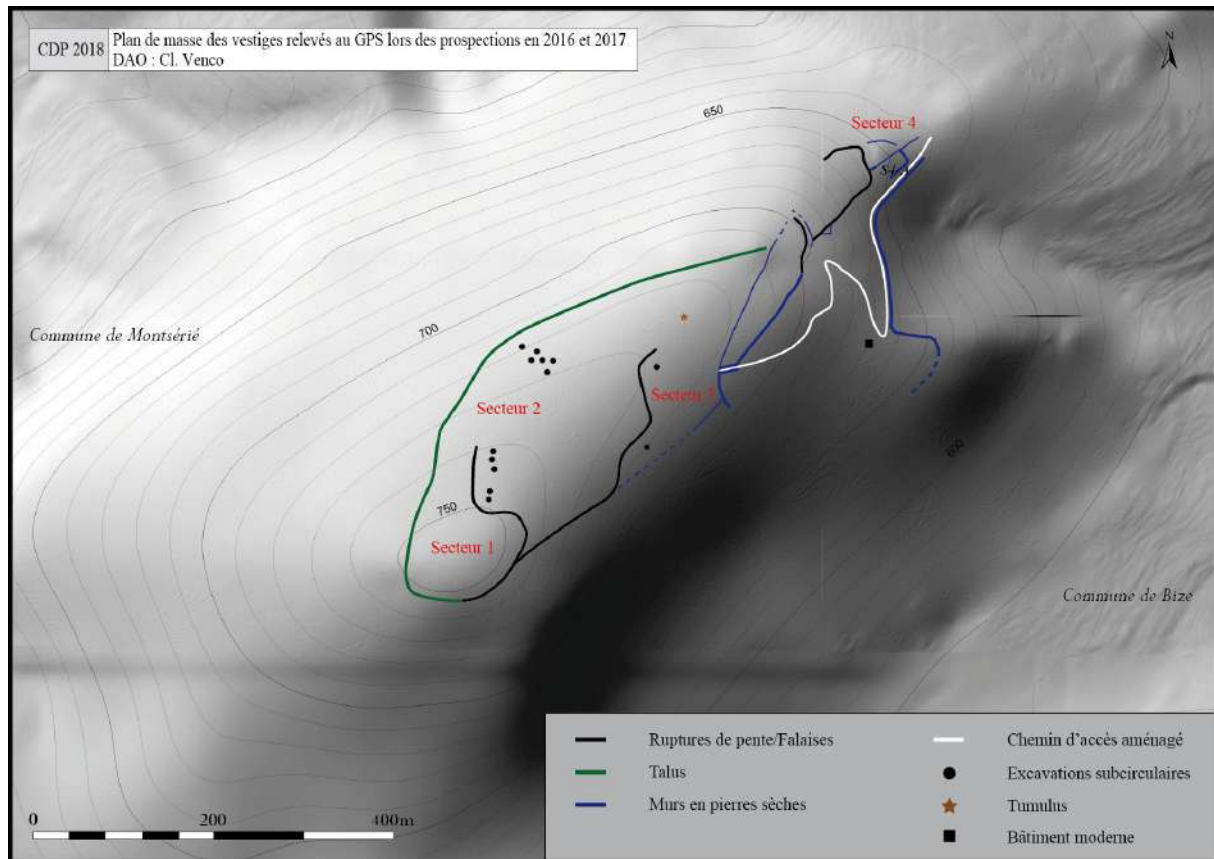 CDP 2018
Plan de masse des vestiges relevés au GPS lors des prospections en 2016 et 2017
DAO : Cl. Venco
N
650
Secteur 4
Commune de Montsérié
700
Secteur 2
Secteur 3
600
750
Secteur 1
Commune de Bize
Ruptures de pente/Falaises
Chemin d'accès aménagé
Talus
Excavations subcirculaires
Murs en pierres sèches
Tumulus
Bâtiment moderne
0 200 400m